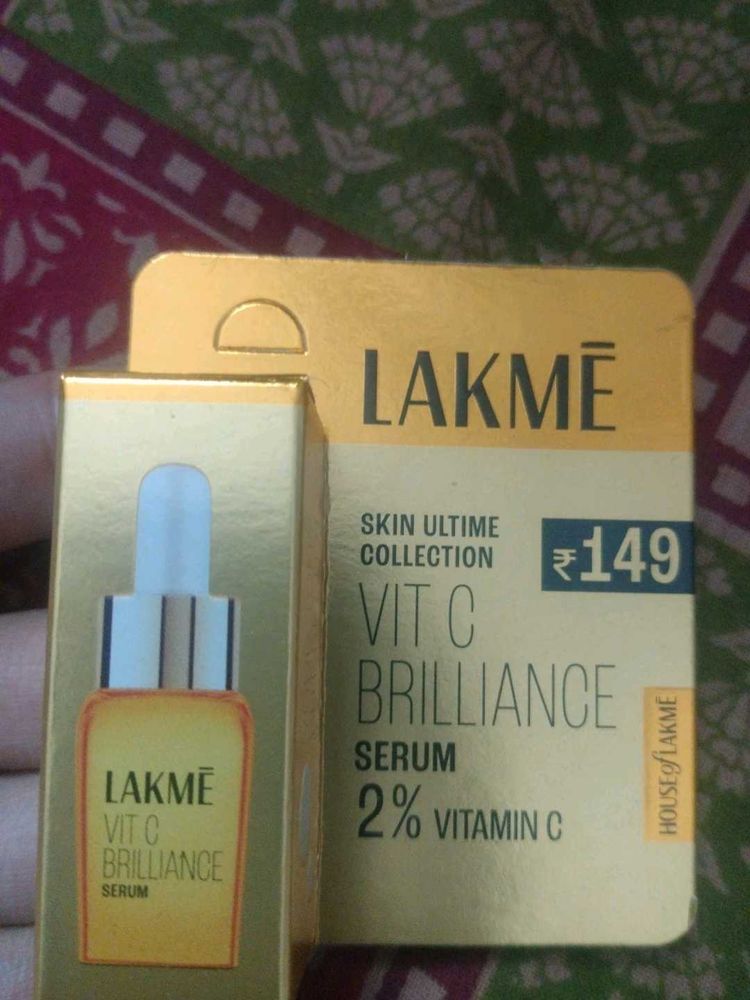 LAKMĒ
SKIN ULTIME
COLLECTION
₹149
VIT C
BRILLIANCE
SERUM
2% VITAMIN C
HOUSE of LAKMĒ
LAKMĒ
VIT C
BRILLIANCE
SERUM